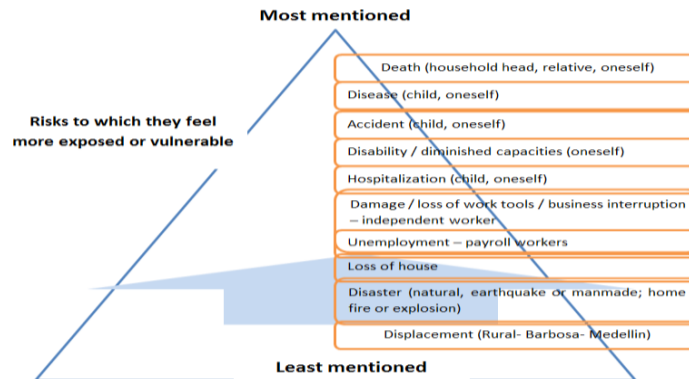 Most mentioned
Death (household head, relative, oneself)
Disease (child, oneself)
Risks to which they feel
more exposed or vulnerable
Accident (child, oneself)
Disability / diminished capacities (oneself)
Hospitalization (child, oneself)
Damage / loss of work tools / business interruption
– independent worker
Unemployment – payroll workers
Loss of house
Disaster (natural, earthquake or manmade; home
fire or explosion)
Displacement (Rural- Barbosa- Medellin)
Least mentioned